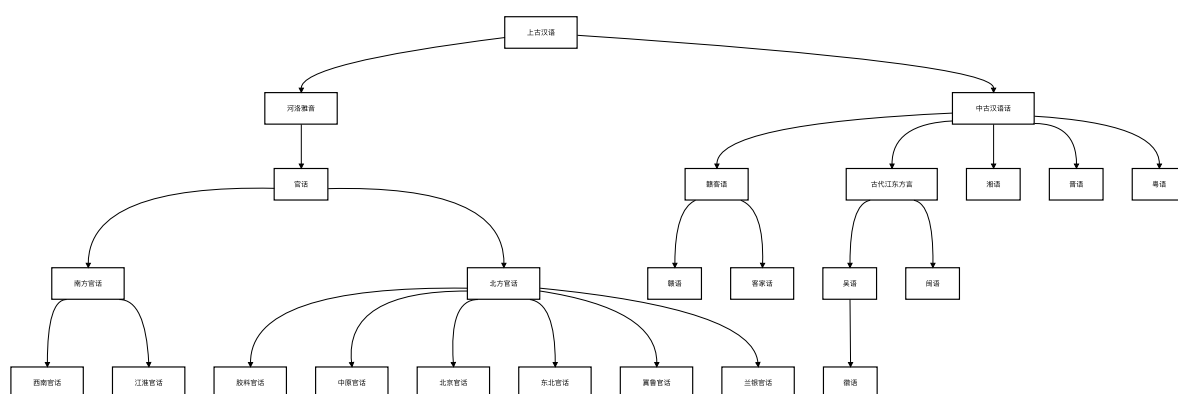 上古汉语
河洛雅音
中古汉语话
官话
赣客语
古代江东方言
湘语
晋语
粤语
南方官话
北方官话
赣语
客家话
吴语
闽语
西南官话
江淮官话
胶科官话
中原官话
北京官话
东北官话
冀鲁官话
兰银官话
徽语